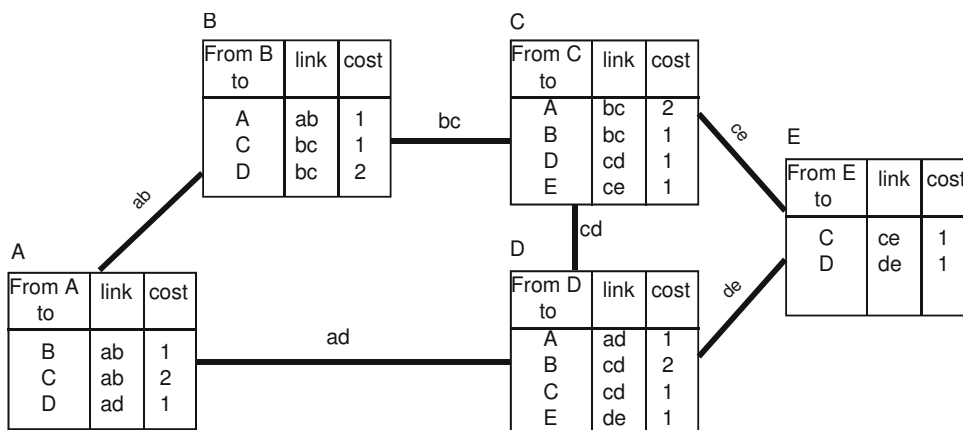 B
From B to link cost
A ab 1
C bc 1
D bc 2
bc
C
From C to link cost
A bc 2
B bc 1
D cd 1
E ce 1
ce
E
From E to link cost
C ce 1
D de 1
ab
cd
A
From A to link cost
B ab 1
C ab 2
D ad 1
ad
D
From D to link cost
A ad 1
B cd 2
C cd 1
E de 1
de